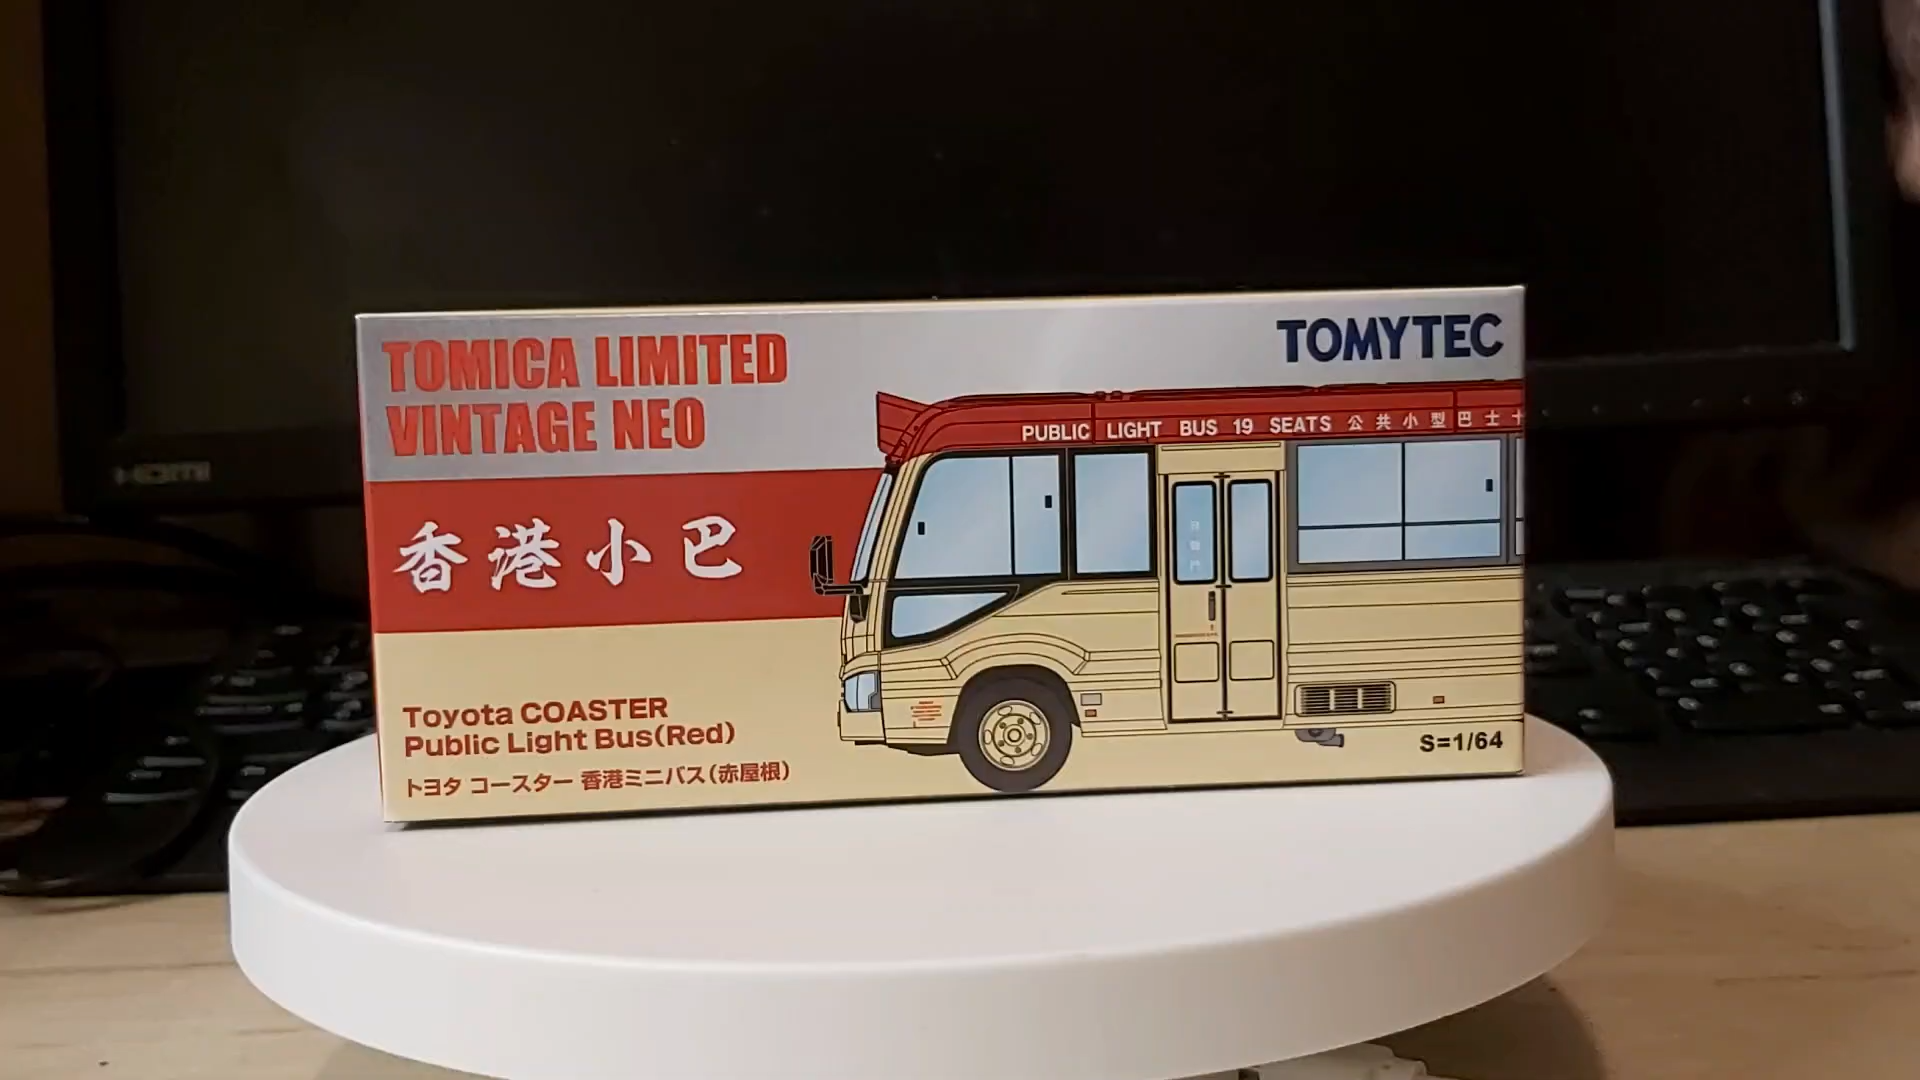 TOMICA LIMITED
VINTAGE NEO
TOMYTEC
PUBLIC LIGHT BUS 19 SEATS 公共小型巴士十
香港小巴
Toyota COASTER
Public Light Bus(Red)
トヨタ コースター 香港ミニバス(赤屋根)
S=1/64
HDMI